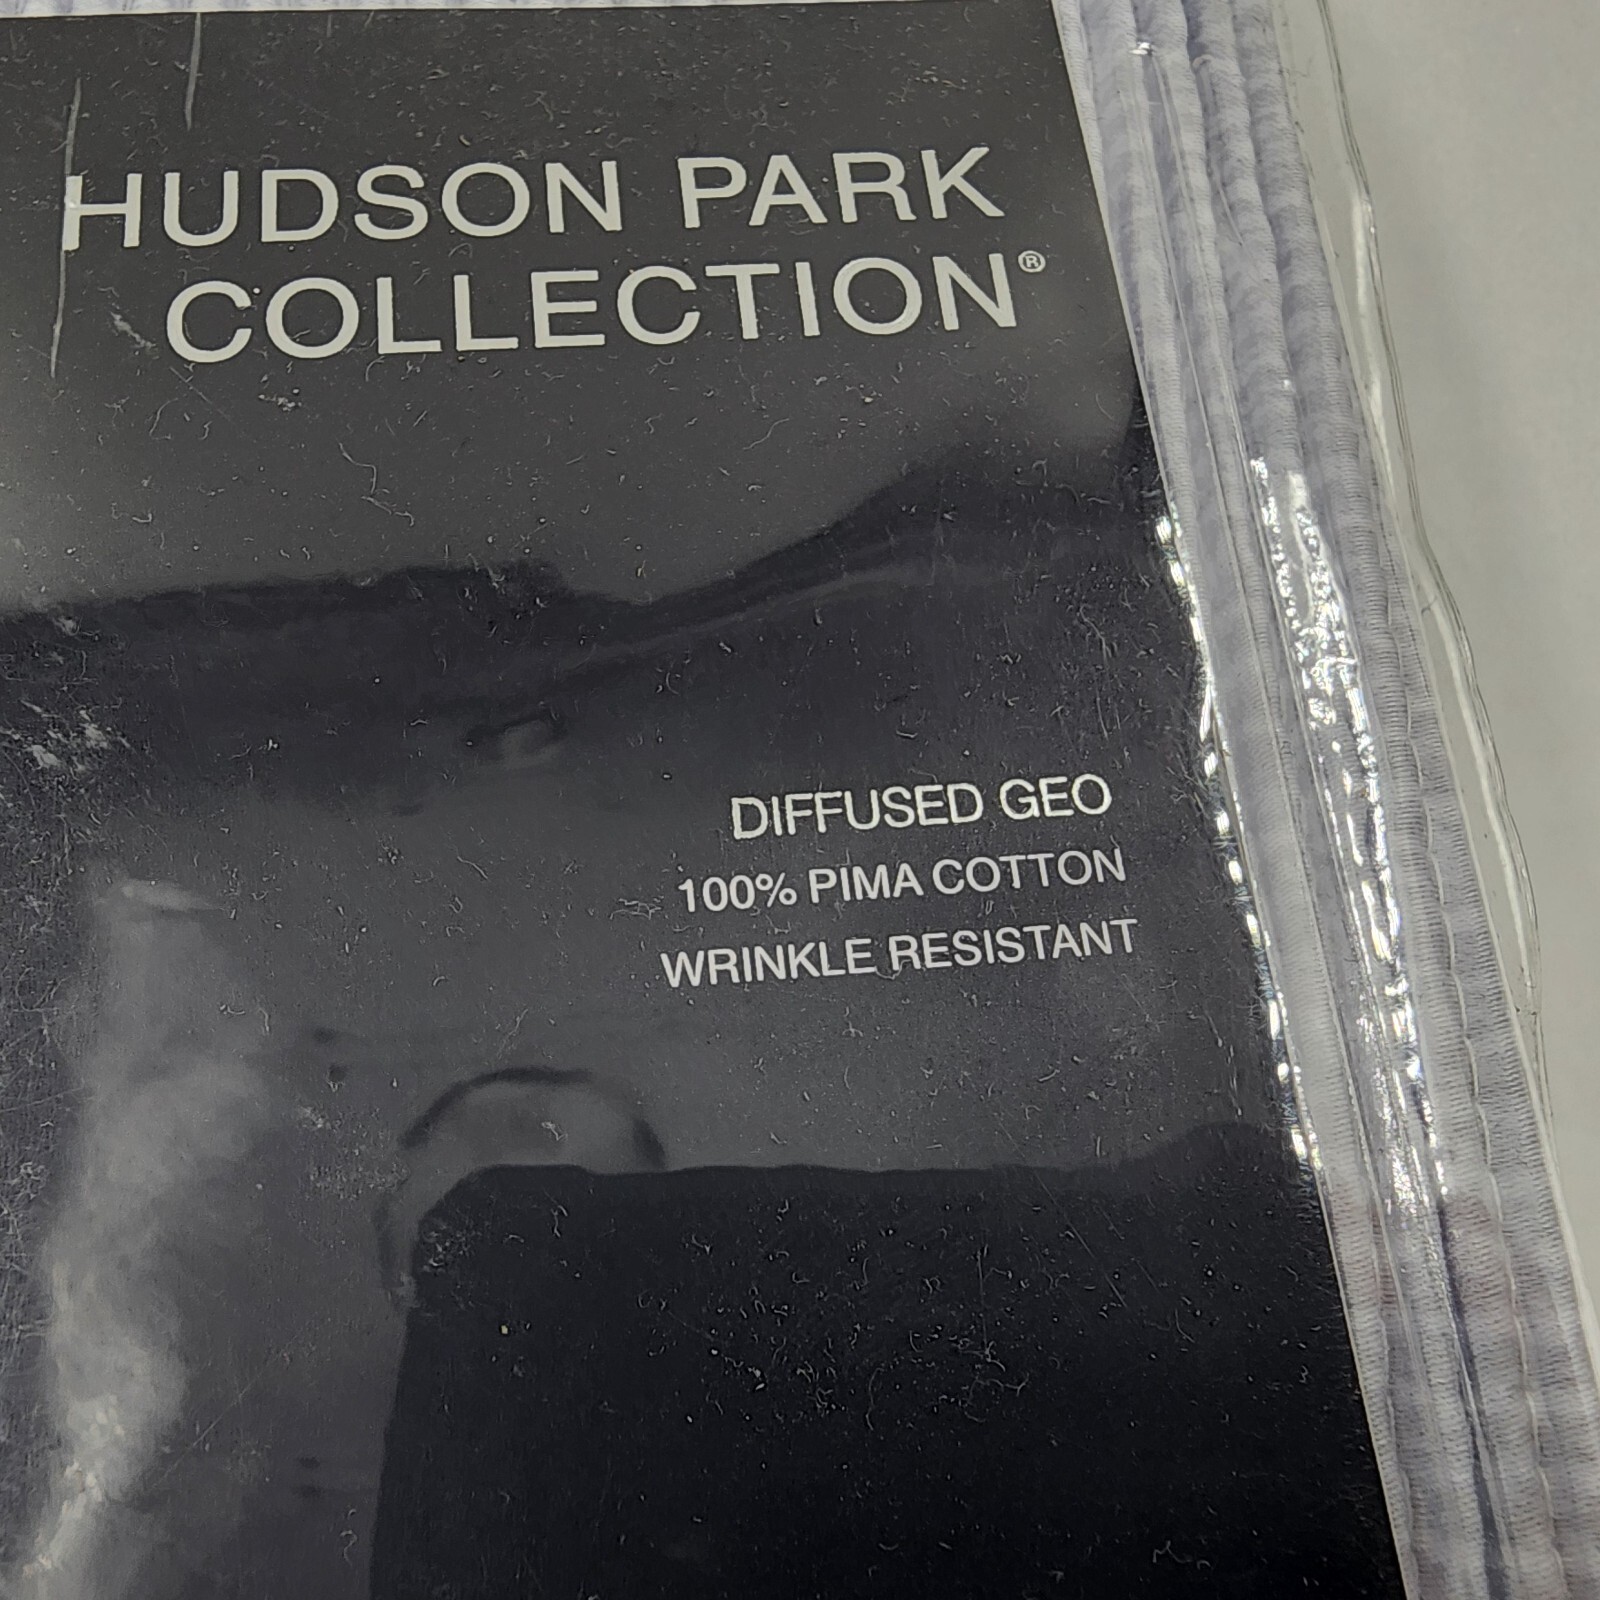 HUDSON PARK
COLLECTION®
DIFFUSED GEO
100% PIMA COTTON
WRINKLE RESISTANT